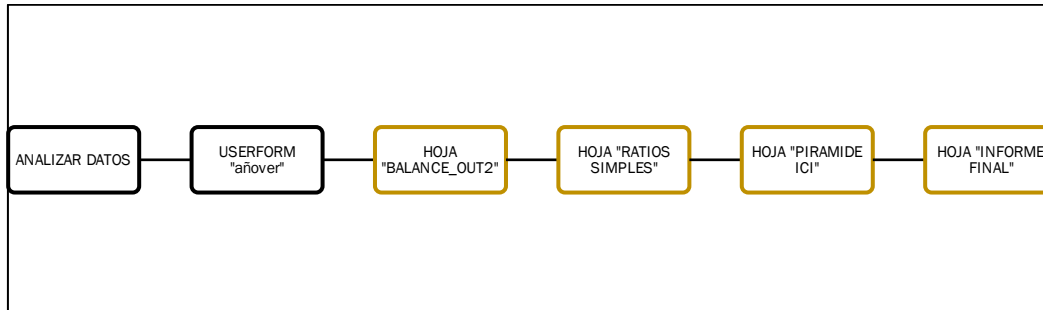 ANALIZAR DATOS
USERFORM
"añover"
HOJA
"BALANCE_OUT2"
HOJA "RATIOS
SIMPLES"
HOJA "PIRAMIDE
ICI"
HOJA "INFORME
FINAL"